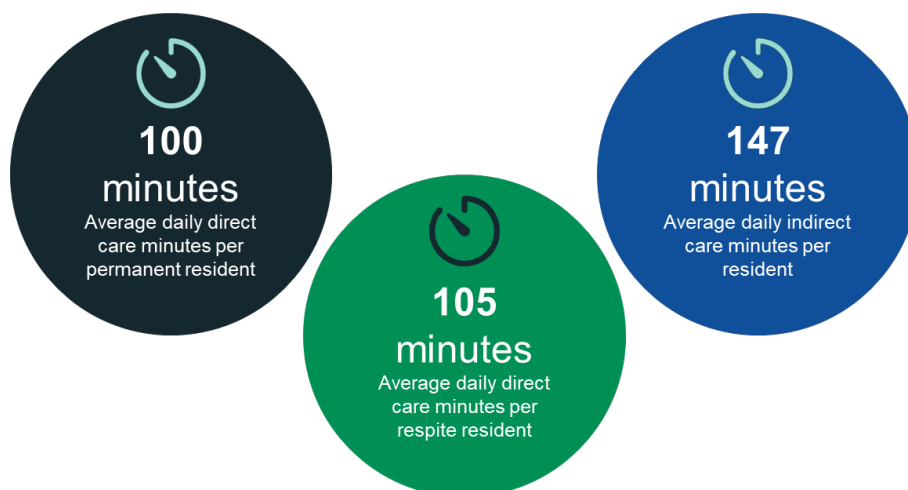 100
minutes
Average daily direct
care minutes per
permanent resident
105
minutes
Average daily direct
care minutes per
respite resident
147
minutes
Average daily indirect
care minutes per
resident